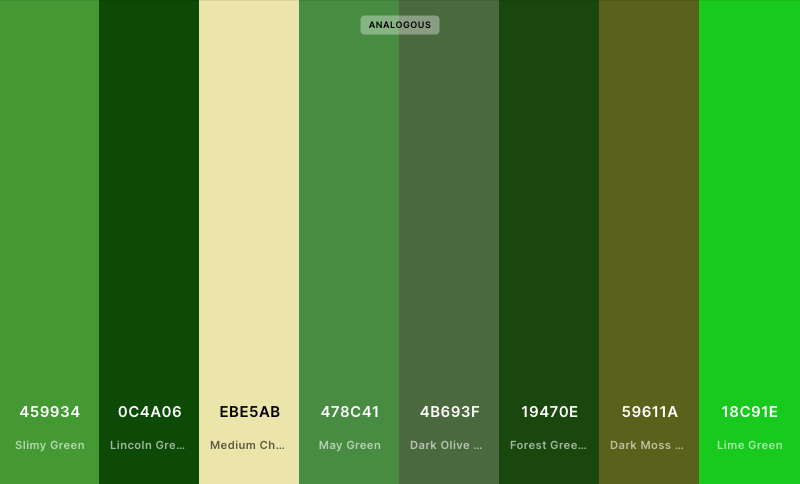 ANALOGOUS
459934 0C4A06 EBE5AB 478C41 4B693F 19470E 59611A 18C91E
Slimy Green Lincoln Gre... Medium Ch... May Green Dark Olive ... Forest Gree... Dark Moss ... Lime Green